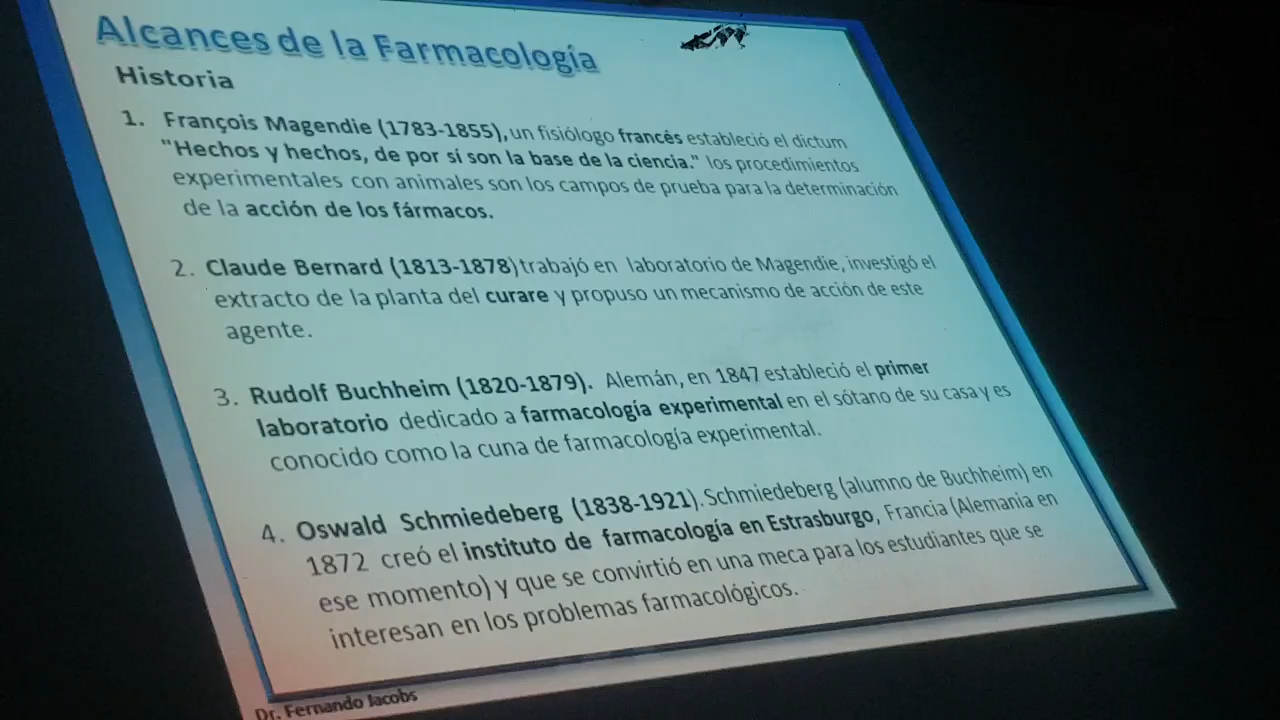 Alcances de la Farmacología
Historia
1. François Magendie (1783-1855), un fisiólogo francés estableció el dictum
"Hechos y hechos, de por sí son la base de la ciencia." los procedimientos
experimentales con animales son los campos de prueba para la determinación
de la acción de los fármacos.
2. Claude Bernard (1813-1878) trabajó en laboratorio de Magendie, investigó el
extracto de la planta del curare y propuso un mecanismo de acción de este
agente.
3. Rudolf Buchheim (1820-1879). Alemán, en 1847 estableció el primer
laboratorio dedicado a farmacología experimental en el sótano de su casa y es
conocido como la cuna de farmacología experimental.
4. Oswald Schmiedeberg (1838-1921). Schmiedeberg (alumno de Buchheim) en
1872 creó el instituto de farmacología en Estrasburgo, Francia (Alemania en
ese momento) y que se convirtió en una meca para los estudiantes que se
interesan en los problemas farmacológicos.
Dr. Fernando Jacobs